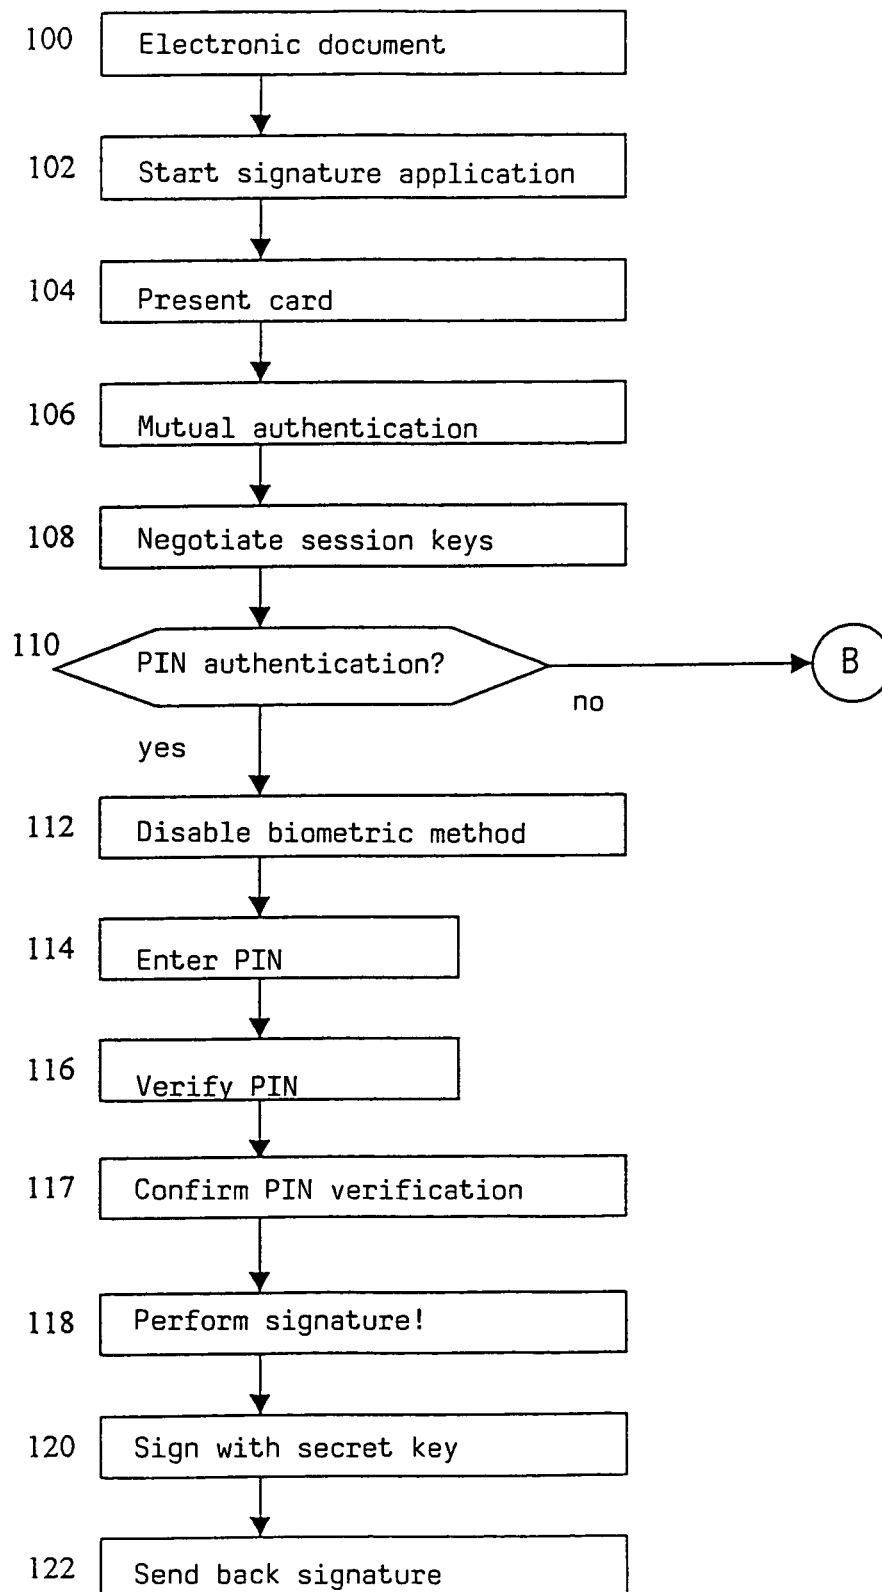 100 Electronic document
102 Start signature application
104 Present card
106 Mutual authentication
108 Negotiate session keys
110 PIN authentication? B
no
yes
112 Disable biometric method
114 Enter PIN
116 Verify PIN
117 Confirm PIN verification
118 Perform signature!
120 Sign with secret key
122 Send back signature